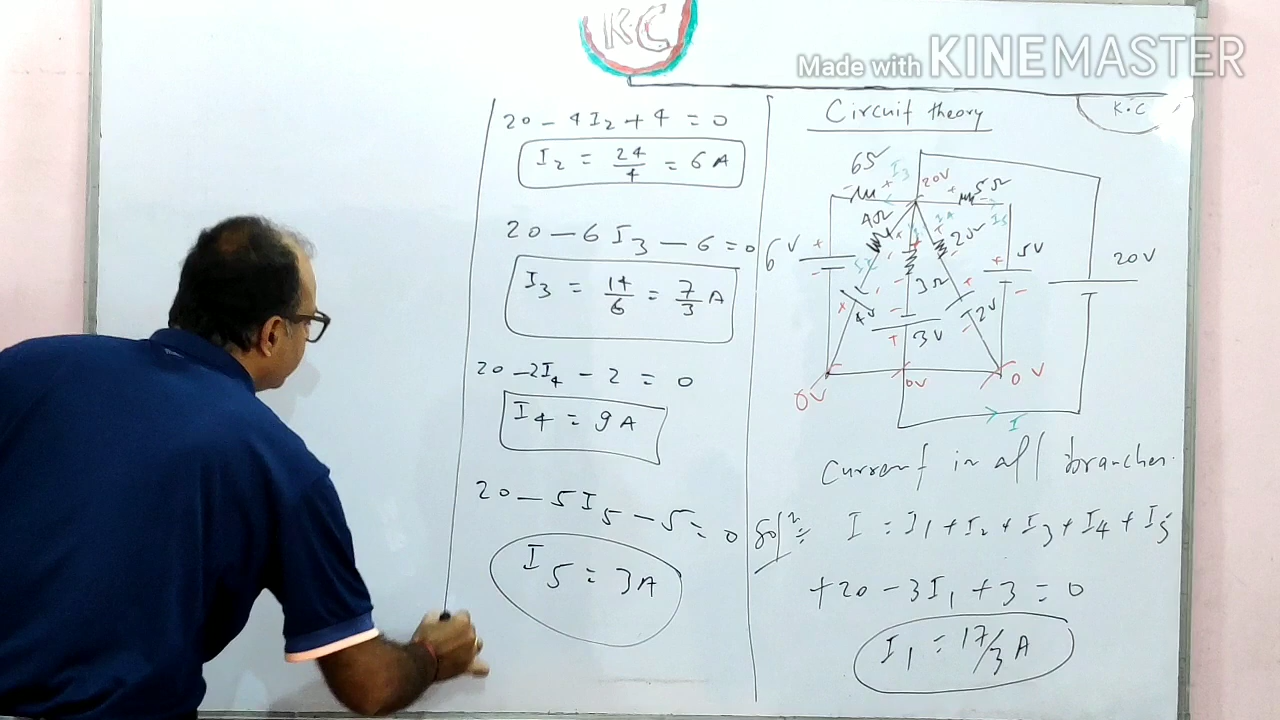 K.C
Made with KINEMASTER
20 - 4I2 + 4 = 0
I2 = 24/4 = 6A
20 - 6I3 - 6 = 0
I3 = 14/6 = 7/3 A
20 - 2I4 - 2 = 0
I4 = 9A
20 - 5I5 - 5 = 0
I5 = 3A
Circuit theory
K.C
6Ω
I3
20V
5Ω
I5
4Ω
2Ω
6V
3Ω
5V
20V
4V
3V
2V
0V
0V
0V
I
Current in all branches.
Solⁿ := I = I1 + I2 + I3 + I4 + I5
+20 - 3I1 + 3 = 0
I1 = 17/3 A